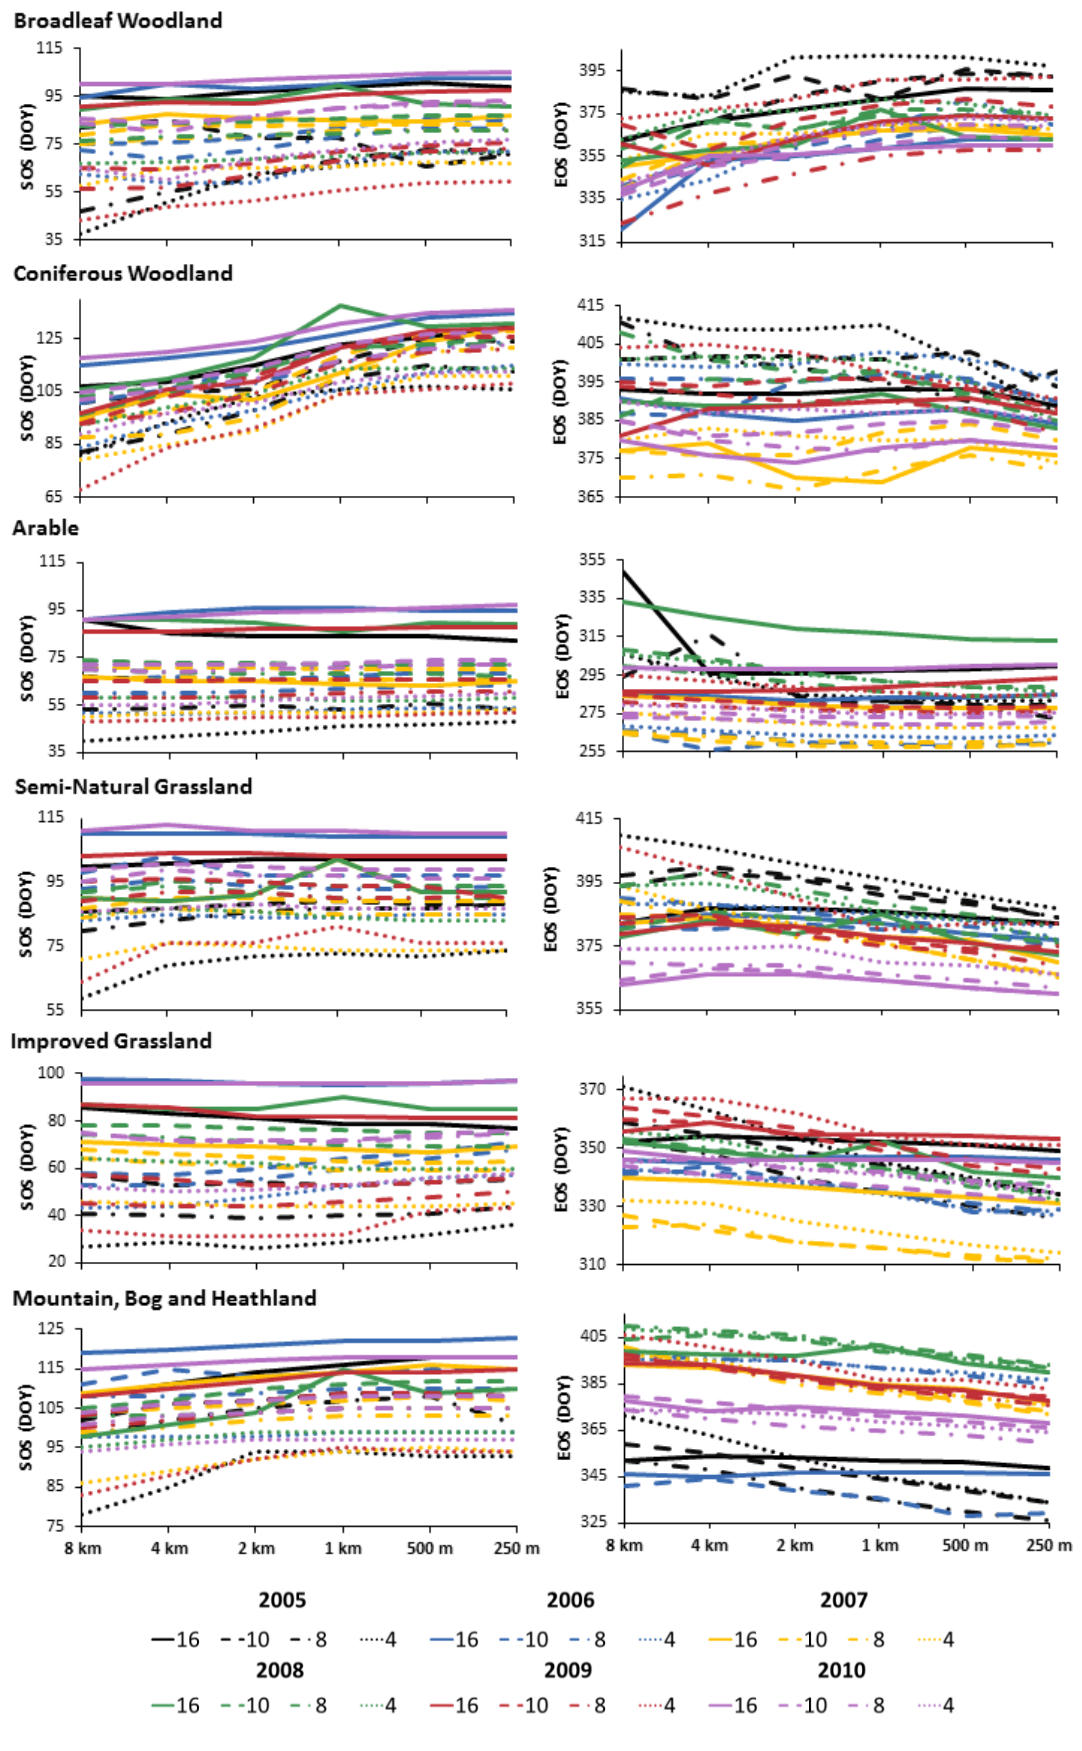 Broadleaf Woodland
115
95
75
55
35
SOS (DOY)
395
375
355
335
315
EOS (DOY)
Coniferous Woodland
125
105
85
65
SOS (DOY)
415
405
395
385
375
365
EOS (DOY)
Arable
115
95
75
55
35
SOS (DOY)
355
335
315
295
275
255
EOS (DOY)
Semi-Natural Grassland
115
95
75
55
SOS (DOY)
415
395
375
355
EOS (DOY)
Improved Grassland
100
80
60
40
20
SOS (DOY)
370
350
330
310
EOS (DOY)
Mountain, Bog and Heathland
125
115
105
95
85
75
SOS (DOY)
405
385
365
345
325
EOS (DOY)
8 km 4 km 2 km 1 km 500 m 250 m
8 km 4 km 2 km 1 km 500 m 250 m
2005 2006 2007
16 10 8 4 16 10 8 4 16 10 8 4
2008 2009 2010
16 10 8 4 16 10 8 4 16 10 8 4